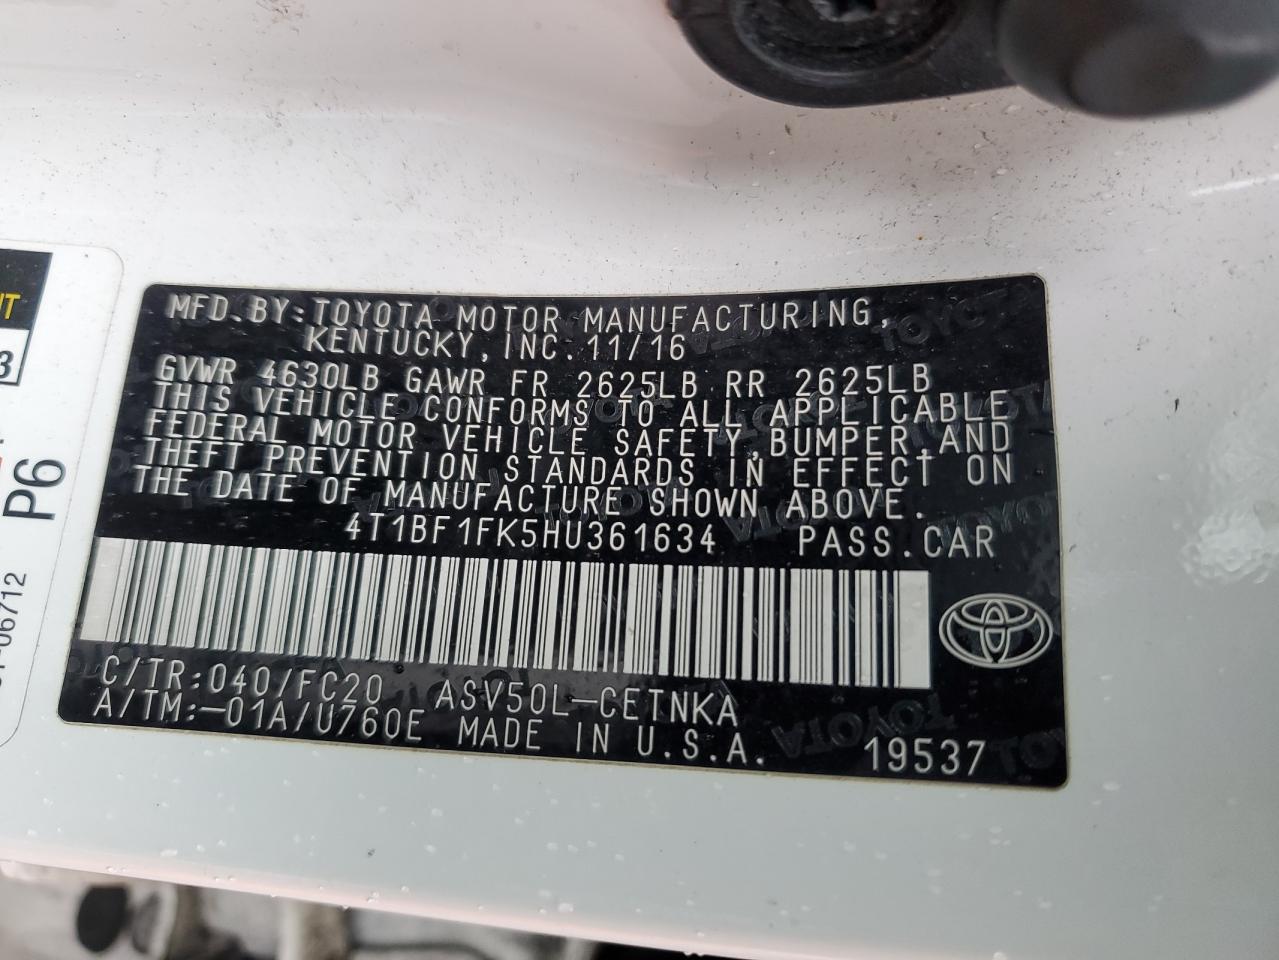 MFD.BY:TOYOTA MOTOR MANUFACTURING,
KENTUCKY,INC.11/16
GVWR 4630LB GAWR FR 2625LB RR 2625LB
THIS VEHICLE CONFORMS TO ALL APPLICABLE
FEDERAL MOTOR VEHICLE SAFETY,BUMPER,AND
THEFT PREVENTION STANDARDS IN EFFECT ON
THE DATE OF MANUFACTURE SHOWN ABOVE.
4T1BF1FK5HU361634 PASS.CAR
C/TR:040/FC20 ASV50L-CETNKA
A/TM:-01A/U760E MADE IN U.S.A. 19537
P6